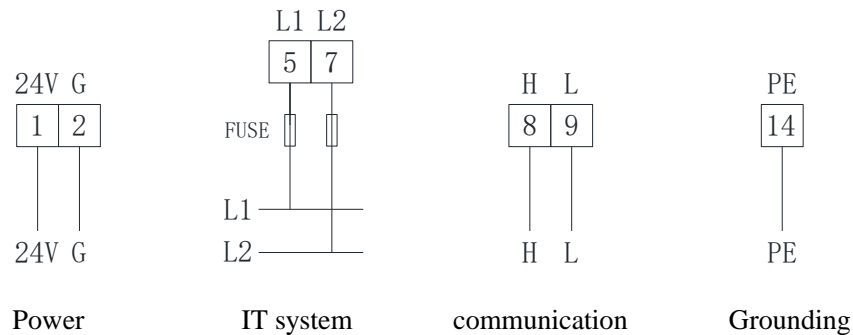 L1 L2
5 7
24V G
1 2
FUSE
L1
L2
24V G
Power
IT system
H L
8 9
H L
communication
PE
14
PE
Grounding